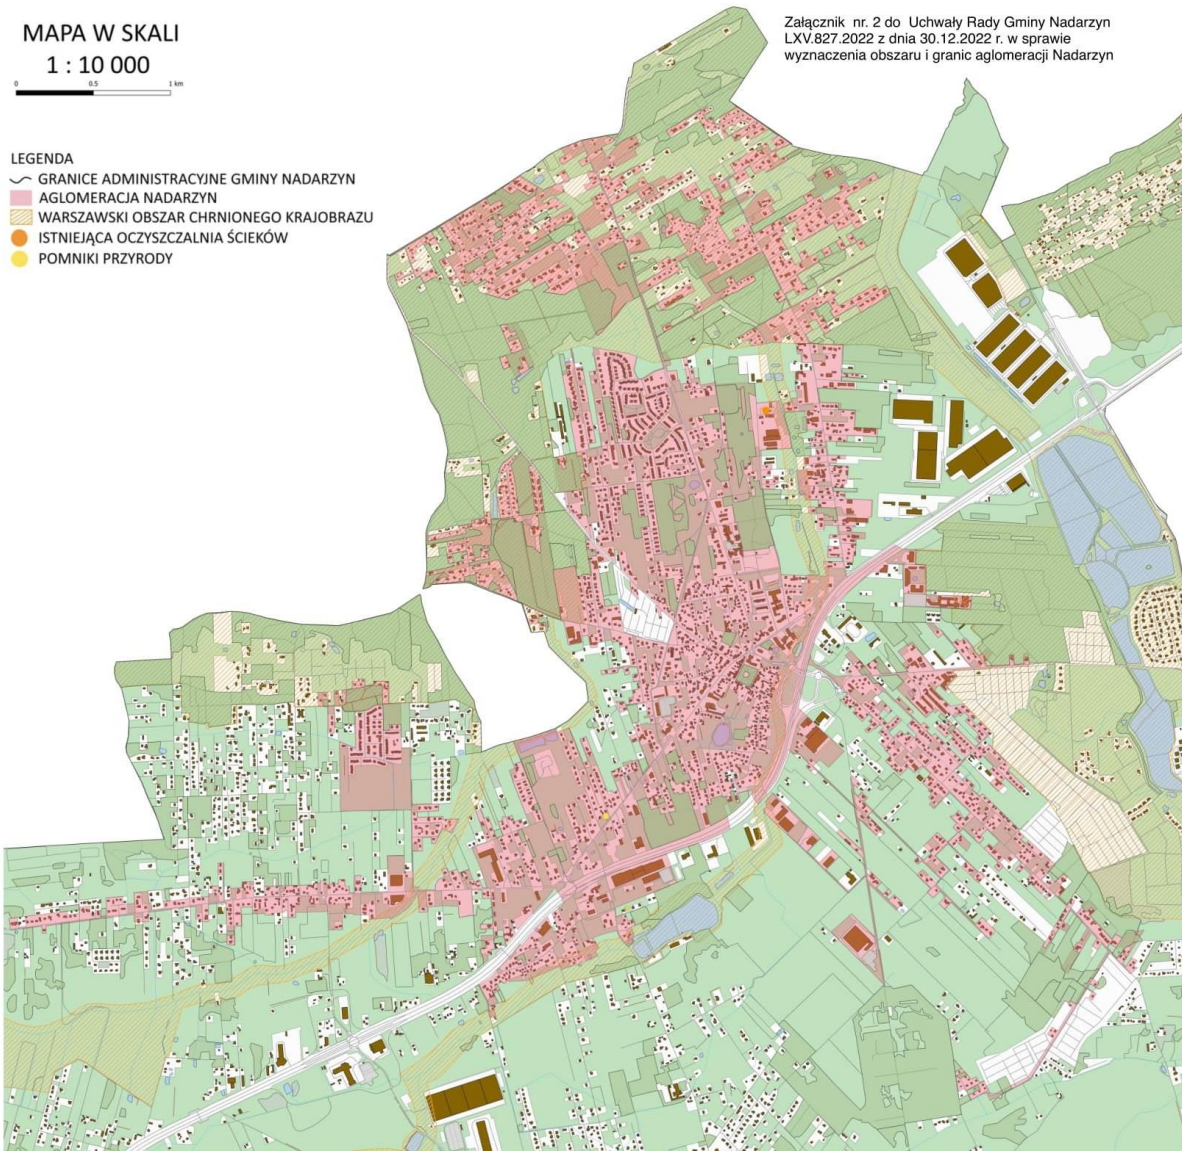 MAPA W SKALI
1 : 10 000
0 0.5 1 km
Załącznik nr. 2 do Uchwały Rady Gminy Nadarzyn
LXV.827.2022 z dnia 30.12.2022 r. w sprawie
wyznaczenia obszaru i granic aglomeracji Nadarzyn
LEGENDA
GRANICE ADMINISTRACYJNE GMINY NADARZYN
AGLOMERACJA NADARZYN
WARSZAWSKI OBSZAR CHRNIONEGO KRAJOBRAZU
ISTNIEJĄCA OCZYSZCZALNIA ŚCIEKÓW
POMNIKI PRZYRODY